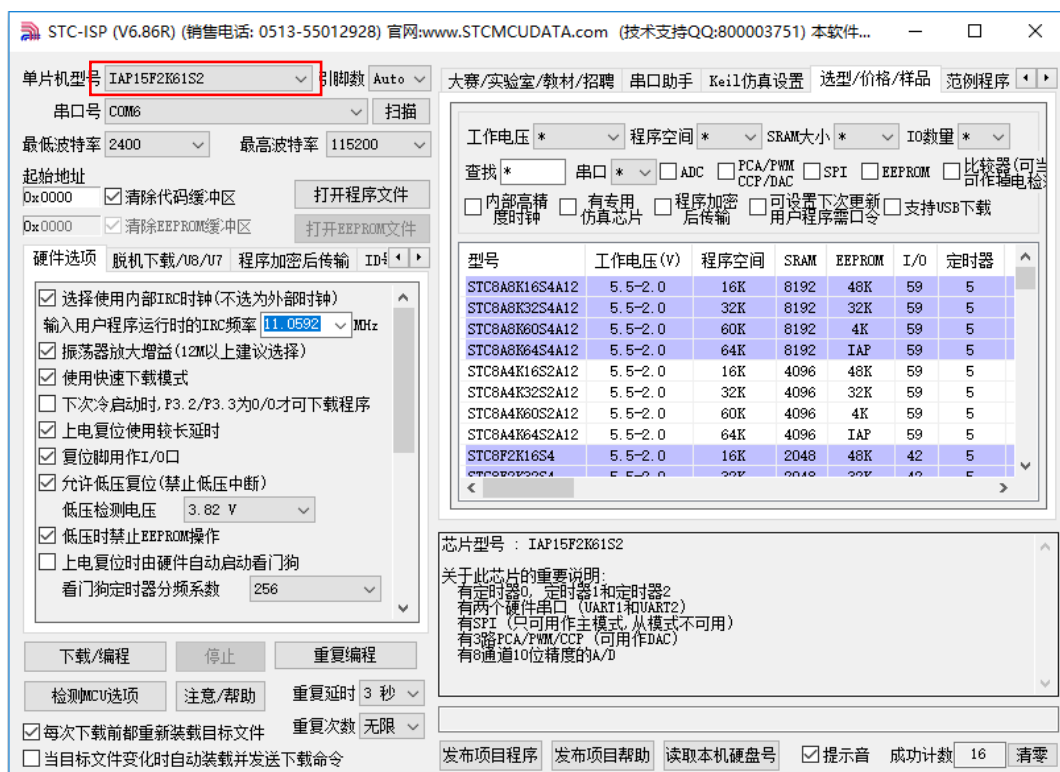 STC-ISP (V6.86R) (销售电话: 0513-55012928) 官网:www.STCMCUDATA.com (技术支持QQ:800003751) 本软件...
单片机型号 IAP15F2K61S2 引脚数 Auto
串口号 COM6 扫描
最低波特率 2400 最高波特率 115200
起始地址
0x0000 清除代码缓冲区 打开程序文件
0x0000 清除EEPROM缓冲区 打开EEPROM文件
硬件选项 脱机下载/U8/U7 程序加密后传输
选择使用内部IRC时钟(不选为外部时钟)
输入用户程序运行时的IRC频率 11.0592 MHz
振荡器放大增益(12M以上建议选择)
使用快速下载模式
下次冷启动时,P3.2/P3.3为0/0才可下载程序
上电复位使用较长延时
复位脚用作I/O口
允许低压复位(禁止低压中断)
低压检测电压 3.82 V
低压时禁止EEPROM操作
上电复位时由硬件自动启动看门狗
看门狗定时器分频系数 256
下载/编程 停止 重复编程
检测MCU选项 注意/帮助 重复延时 3 秒
每次下载前都重新装载目标文件 重复次数 无限
当目标文件变化时自动装载并发送下载命令
大赛/实验室/教材/招聘 串口助手 Keil仿真设置 选型/价格/样品 范例程序
工作电压 * 程序空间 * SRAM大小 * IO数量 *
查找 * 串口 * ADC PCA/PWM CCP/DAC SPI EEPROM 比较器(可当可作掉电检
内部高精度时钟 有专用仿真芯片 程序加密后传输 可设置下次更新用户程序需口令 支持USB下载
型号 工作电压(V) 程序空间 SRAM EEPROM I/O 定时器
STC8A8K16S4A12 5.5-2.0 16K 8192 48K 59 5
STC8A8K32S4A12 5.5-2.0 32K 8192 32K 59 5
STC8A8K60S4A12 5.5-2.0 60K 8192 4K 59 5
STC8A8K64S4A12 5.5-2.0 64K 8192 IAP 59 5
STC8A4K16S2A12 5.5-2.0 16K 4096 48K 59 5
STC8A4K32S2A12 5.5-2.0 32K 4096 32K 59 5
STC8A4K60S2A12 5.5-2.0 60K 4096 4K 59 5
STC8A4K64S2A12 5.5-2.0 64K 4096 IAP 59 5
STC8F2K16S4 5.5-2.0 16K 2048 48K 42 5
芯片型号 : IAP15F2K61S2
关于此芯片的重要说明:
有定时器0, 定时器1和定时器2
有两个硬件串口 (UART1和UART2)
有SPI (只可用作主模式,从模式不可用)
有3路PCA/PWM/CCP (可用作DAC)
有8通道10位精度的A/D
发布项目程序 发布项目帮助 读取本机硬盘号 提示音 成功计数 16 清零